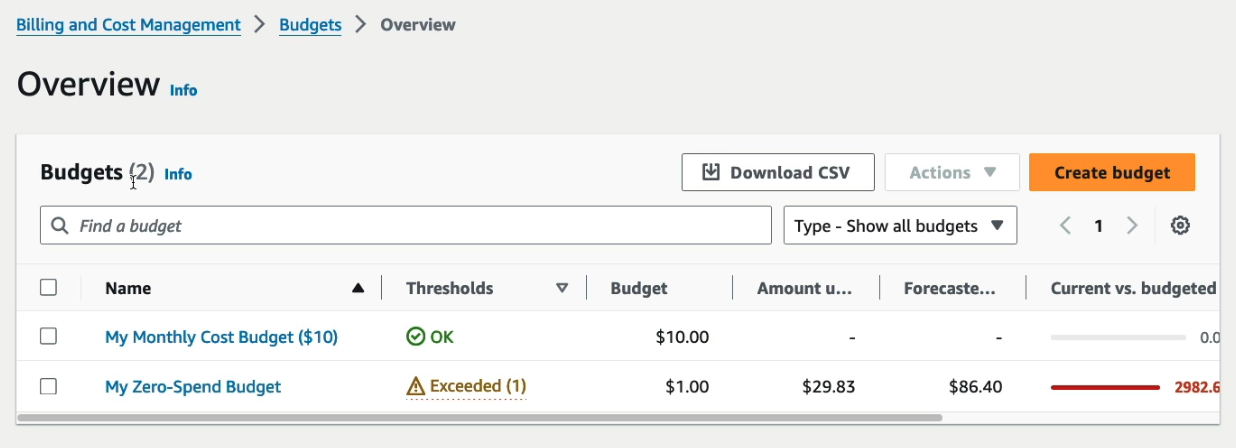 Billing and Cost Management > Budgets > Overview
Overview Info
Budgets (2) Info
Download CSV
Actions
Create budget
Find a budget
Type - Show all budgets
1
Name Thresholds Budget Amount u... Forecaste... Current vs. budgeted
My Monthly Cost Budget ($10) OK $10.00 - - 0.0
My Zero-Spend Budget Exceeded (1) $1.00 $29.83 $86.40 2982.6